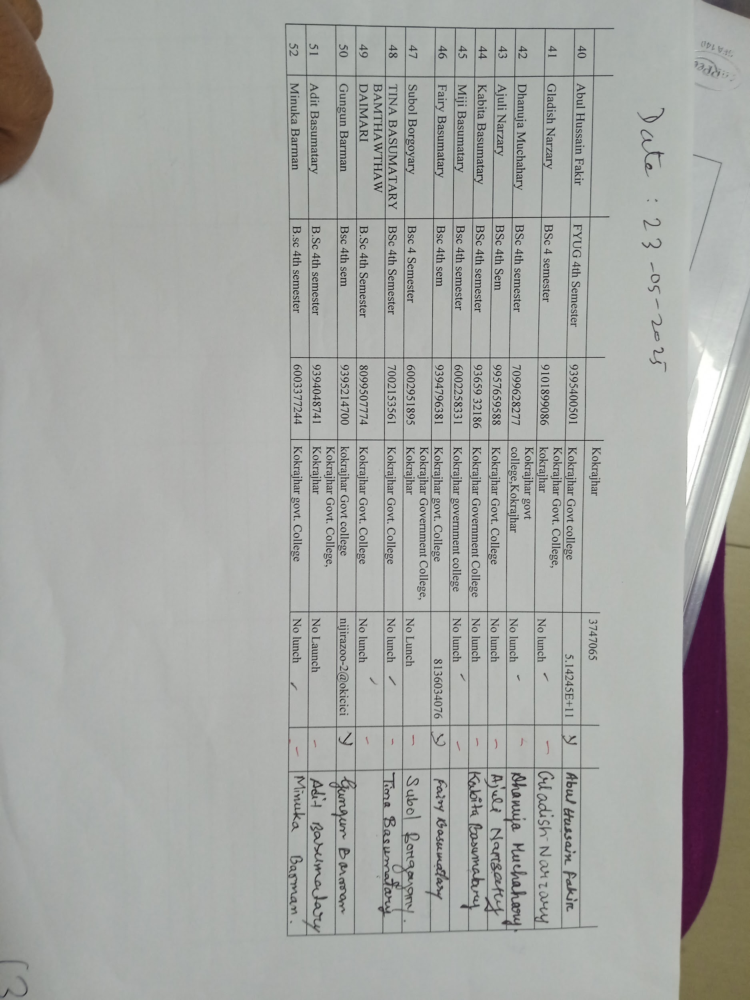 Date : 23-05-2025
Kokrajhar 3747065
40 Abul Hussain Fakir FYUG 4th Semester 9395400501 Kokrajhar Govt college 5.14245E+11 Abul Hussain Fakir
41 Gladish Narzary BSc 4 semester 9101899086 Kokrajhar Govt. College, No lunch Gladish Narzary
kokrajhar
42 Dhanuja Muchahary BSc 4th semester 7099628277 Kokrajhar govt No lunch Dhanuja Muchahary.
college,Kokrajhar
43 Ajuli Narzary BSc 4th Sem 9957659588 Kokrajhar Govt. College No lunch Ajuli Narzary
44 Kabita Basumatary BSc 4th semester 93659 32186 Kokrajhar Government College No lunch Kabita Basumatary
45 Miji Basumatary Bsc 4th semester 6002258331 Kokrajhar government college No lunch
46 Fairy Basumatary Bsc 4th sem 9394796381 Kokrajhar govt. College 8136034076 Fairy Basumatary
Kokrajhar Government College,
47 Subol Borgoyary Bsc 4 Semester 6002951895 Kokrajhar No Lunch Subol Borgoyary.
48 TINA BASUMATARY BSc 4th Semester 7002153561 Kokrajhar Govt. College No lunch Tina Basumatary
BAMTHAWTHAW
49 DAIMARI B.Sc 4th Semester 8099507774 Kokrajhar Govt. College No lunch
50 Gungun Barman Bsc 4th sem 9395214700 kokrajhar Govt college nijirazoo-2@okicici Gungun Barman
Kokrajhar Govt. College,
51 Adit Basumatary B.Sc 4th semester 9394048741 Kokrajhar No Launch Adit Basumatary
52 Minuka Barman B.sc 4th semester 6003377244 Kokrajhar govt. College No lunch Minuka Barman.